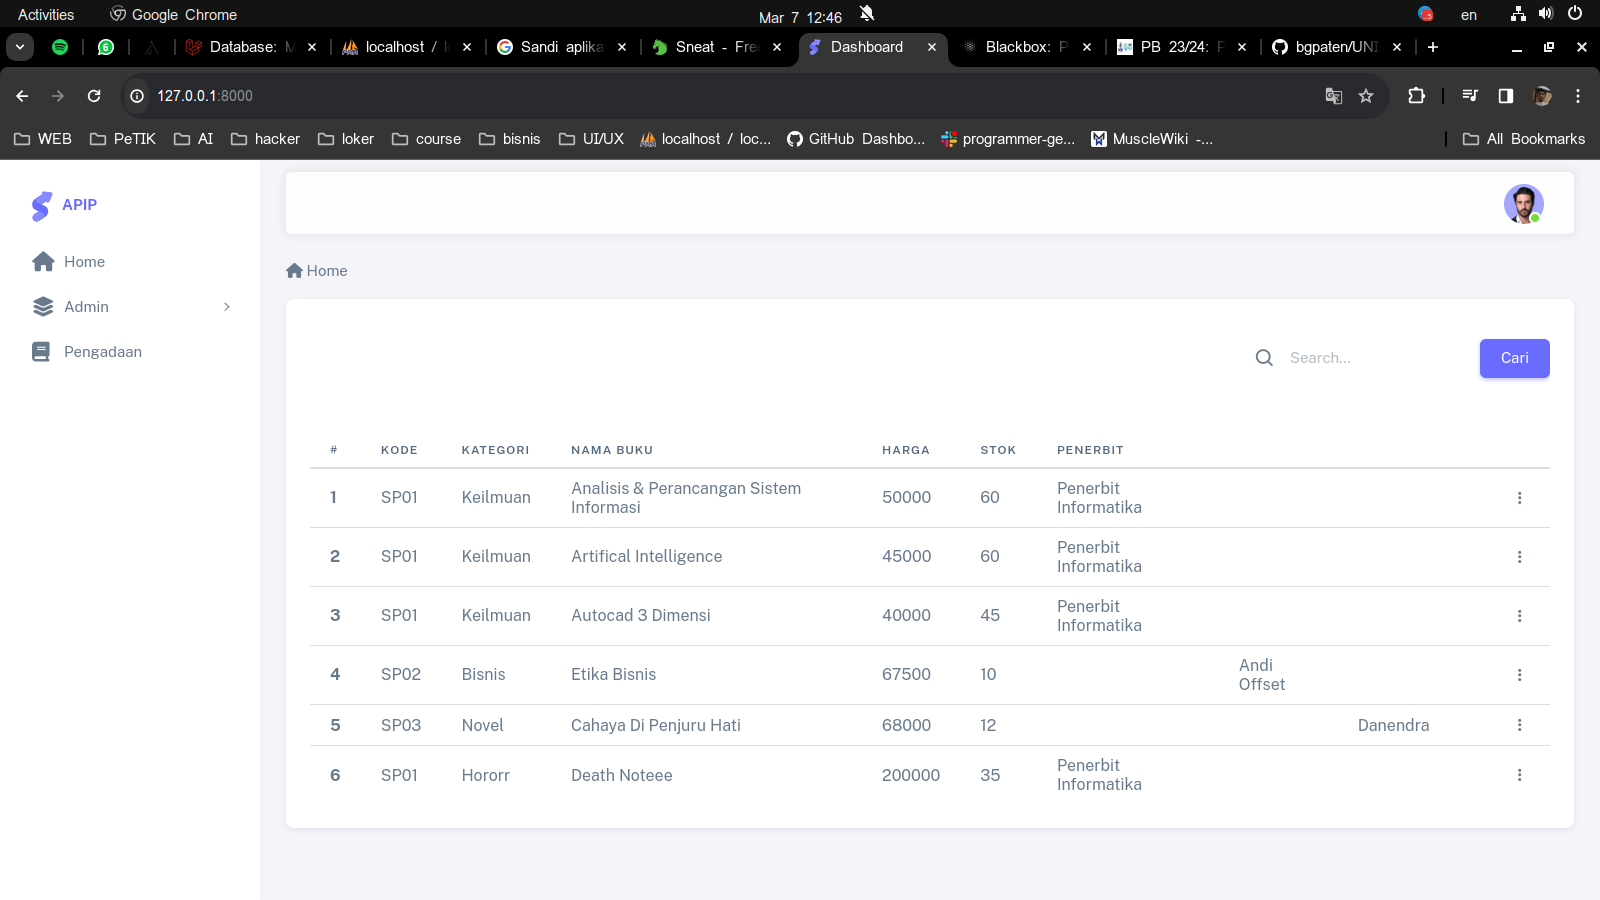 Activities
Google Chrome
Mar 7 12:46
en
Database: M
localhost / l
Sandi aplika
Sneat - Free
Dashboard
Blackbox: P
PB 23/24: F
bgpaten/UNI
127.0.0.1:8000
WEB
PeTIK
AI
hacker
loker
course
bisnis
UI/UX
localhost / loc...
GitHub Dashbo...
programmer-ge...
MuscleWiki -...
All Bookmarks
APIP
Home
Admin
Pengadaan
Home
Search...
Cari
# KODE KATEGORI NAMA BUKU HARGA STOK PENERBIT
1 SP01 Keilmuan Analisis & Perancangan Sistem Informasi 50000 60 Penerbit Informatika
2 SP01 Keilmuan Artifical Intelligence 45000 60 Penerbit Informatika
3 SP01 Keilmuan Autocad 3 Dimensi 40000 45 Penerbit Informatika
4 SP02 Bisnis Etika Bisnis 67500 10 Andi Offset
5 SP03 Novel Cahaya Di Penjuru Hati 68000 12 Danendra
6 SP01 Hororr Death Noteee 200000 35 Penerbit Informatika